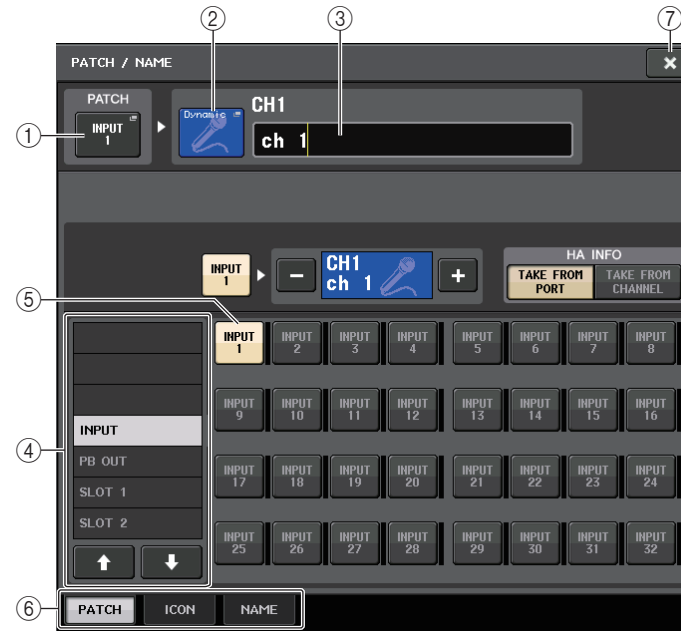 ② ③ ⑦
PATCH / NAME
PATCH
INPUT 1
Dynamic
CH1
ch 1
①
INPUT 1
CH1
ch 1
HA INFO
TAKE FROM PORT
TAKE FROM CHANNEL
⑤
INPUT 1 INPUT 2 INPUT 3 INPUT 4 INPUT 5 INPUT 6 INPUT 7 INPUT 8
INPUT 9 INPUT 10 INPUT 11 INPUT 12 INPUT 13 INPUT 14 INPUT 15 INPUT 16
INPUT 17 INPUT 18 INPUT 19 INPUT 20 INPUT 21 INPUT 22 INPUT 23 INPUT 24
INPUT 25 INPUT 26 INPUT 27 INPUT 28 INPUT 29 INPUT 30 INPUT 31 INPUT 32
④
INPUT
PB OUT
SLOT 1
SLOT 2
⑥
PATCH ICON NAME